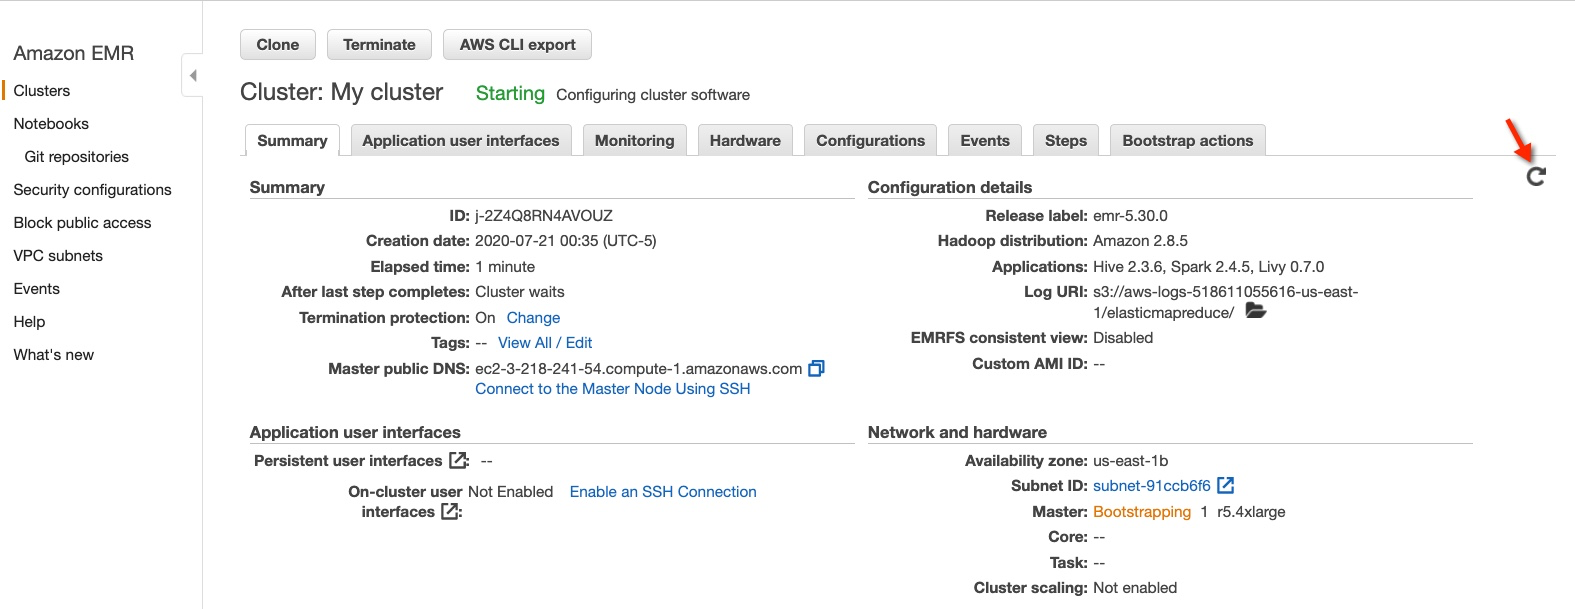 Amazon EMR
Clusters
Notebooks
Git repositories
Security configurations
Block public access
VPC subnets
Events
Help
What's new
Clone Terminate AWS CLI export
Cluster: My cluster Starting Configuring cluster software
Summary Application user interfaces Monitoring Hardware Configurations Events Steps Bootstrap actions
Summary
ID: j-2Z4Q8RN4AVOUZ
Creation date: 2020-07-21 00:35 (UTC-5)
Elapsed time: 1 minute
After last step completes: Cluster waits
Termination protection: On Change
Tags: -- View All / Edit
Master public DNS: ec2-3-218-241-54.compute-1.amazonaws.com
Connect to the Master Node Using SSH
Configuration details
Release label: emr-5.30.0
Hadoop distribution: Amazon 2.8.5
Applications: Hive 2.3.6, Spark 2.4.5, Livy 0.7.0
Log URI: s3://aws-logs-518611055616-us-east-
1/elasticmapreduce/
EMRFS consistent view: Disabled
Custom AMI ID: --
Application user interfaces
Persistent user interfaces : --
On-cluster user Not Enabled Enable an SSH Connection
interfaces :
Network and hardware
Availability zone: us-east-1b
Subnet ID: subnet-91ccb6f6
Master: Bootstrapping 1 r5.4xlarge
Core: --
Task: --
Cluster scaling: Not enabled